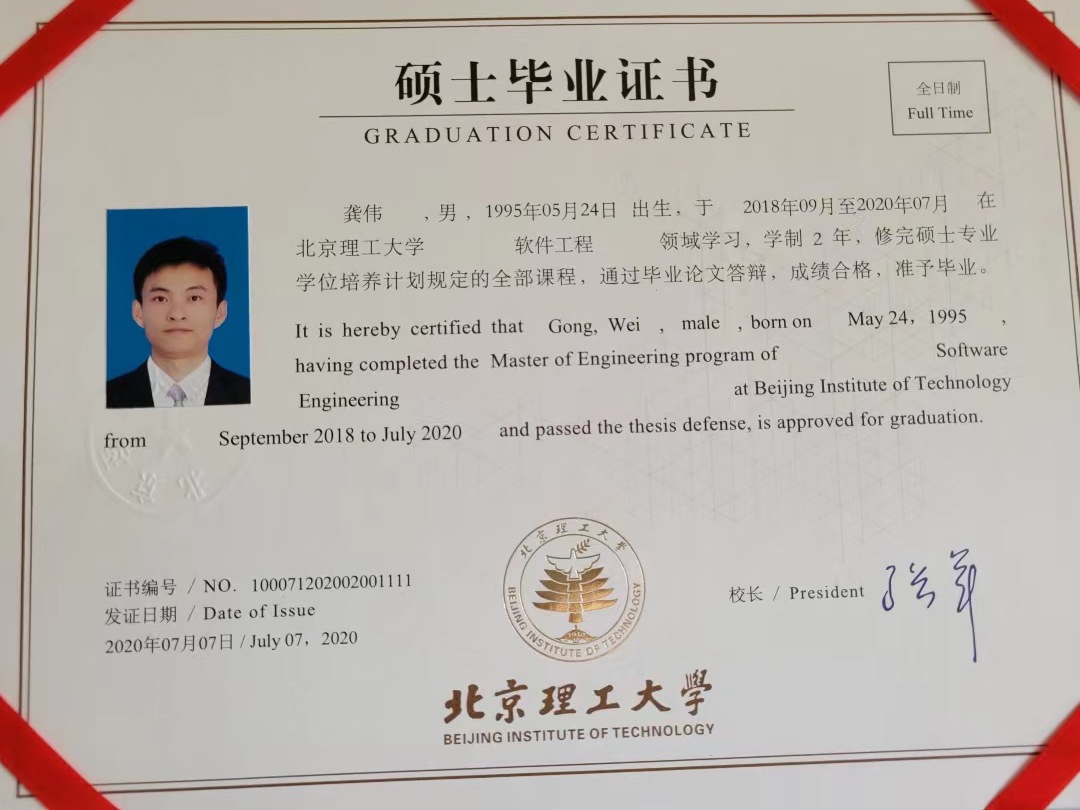 硕士毕业证书
GRADUATION CERTIFICATE
全日制
Full Time
龚伟 , 男 , 1995年05月24日 出生，于 2018年09月至2020年07月 在
北京理工大学 软件工程 领域学习，学制 2 年，修完硕士专业
学位培养计划规定的全部课程，通过毕业论文答辩，成绩合格，准予毕业。
It is hereby certified that Gong, Wei , male , born on May 24, 1995 ,
having completed the Master of Engineering program of Software
Engineering at Beijing Institute of Technology
from September 2018 to July 2020 and passed the thesis defense, is approved for graduation.
证书编号 / NO. 100071202002001111
发证日期 / Date of Issue
2020年07月07日 / July 07, 2020
北京理工大学
BEIJING INSTITUTE OF TECHNOLOGY
校长 / President
北京理工大学
BEIJING INSTITUTE OF TECHNOLOGY